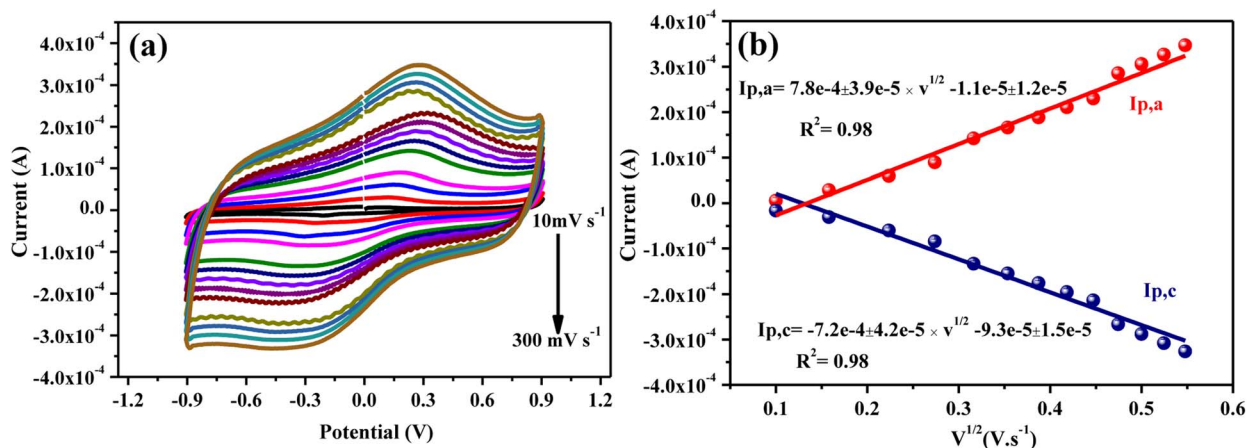 (a)
4.0x10⁻⁴
3.0x10⁻⁴
2.0x10⁻⁴
1.0x10⁻⁴
0.0
-1.0x10⁻⁴
-2.0x10⁻⁴
-3.0x10⁻⁴
-4.0x10⁻⁴
Current (A)
10mV s⁻¹
300 mV s⁻¹
-1.2 -0.9 -0.6 -0.3 0.0 0.3 0.6 0.9 1.2
Potential (V)
(b)
4.0x10⁻⁴
3.0x10⁻⁴
2.0x10⁻⁴
1.0x10⁻⁴
0.0
-1.0x10⁻⁴
-2.0x10⁻⁴
-3.0x10⁻⁴
-4.0x10⁻⁴
Current (A)
Ip,a= 7.8e-4±3.9e-5 × v^1/2 -1.1e-5±1.2e-5
R²= 0.98
Ip,a
Ip,c
Ip,c= -7.2e-4±4.2e-5 × v^1/2 -9.3e-5±1.5e-5
R²= 0.98
0.1 0.2 0.3 0.4 0.5 0.6
V^1/2(V.s⁻¹)